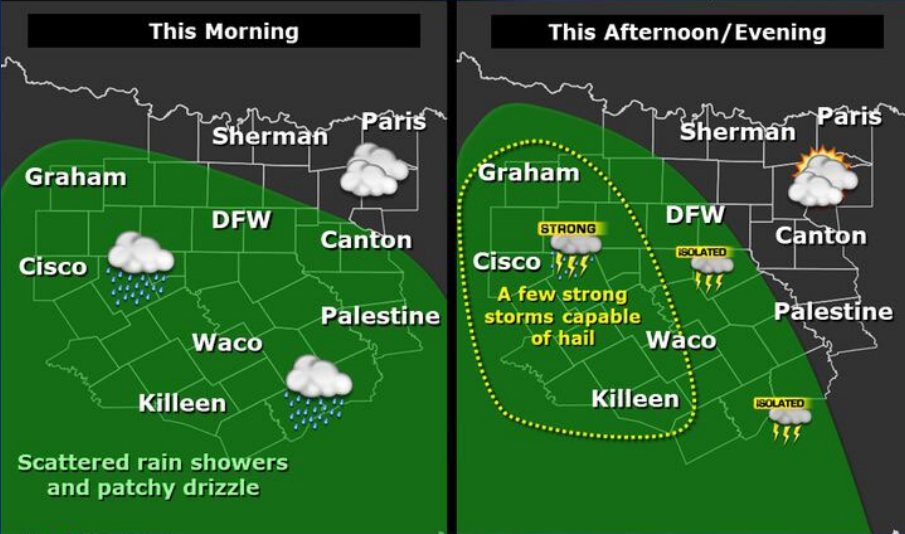 This Morning
Paris
Sherman
Graham
DFW
Canton
Cisco
Palestine
Waco
Killeen
Scattered rain showers
and patchy drizzle
This Afternoon/Evening
Paris
Sherman
Graham
DFW
STRONG
Canton
ISOLATED
Cisco
A few strong
storms capable
of hail
Palestine
Waco
Killeen
ISOLATED